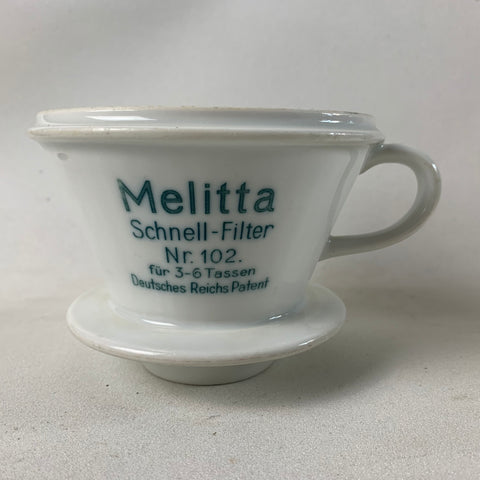 Melitta
Schnell-Filter
Nr. 102.
für 3-6 Tassen
Deutsches Reichs Patent